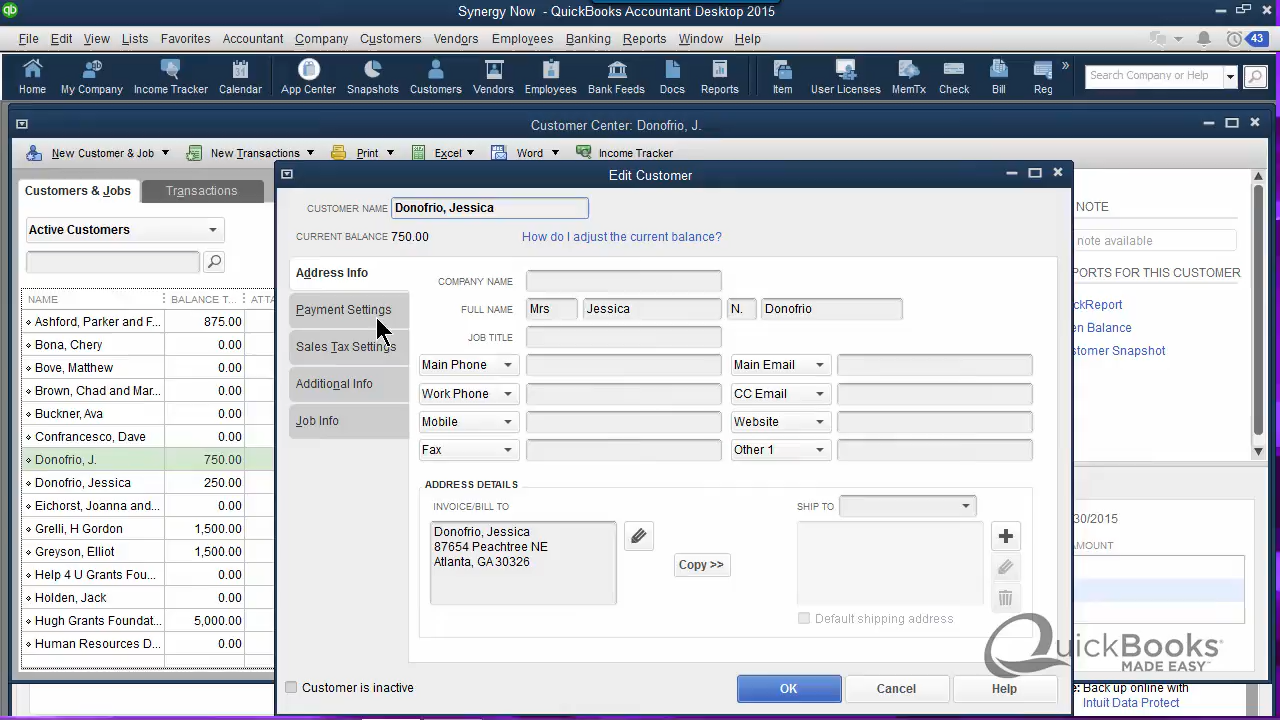 Synergy Now - QuickBooks Accountant Desktop 2015
File Edit View Lists Favorites Accountant Company Customers Vendors Employees Banking Reports Window Help 43
Home My Company Income Tracker Calendar App Center Snapshots Customers Vendors Employees Bank Feeds Docs Reports Item User Licenses MemTx Check Bill Reg » Search Company or Help
Customer Center: Donofrio, J.
New Customer & Job New Transactions Print Excel Word Income Tracker
Customers & Jobs Transactions
Active Customers
NAME BALANCE T... ATTA
Ashford, Parker and F... 875.00
Bona, Chery 0.00
Bove, Matthew 0.00
Brown, Chad and Mar... 0.00
Buckner, Ava 0.00
Confrancesco, Dave 0.00
Donofrio, J. 750.00
Donofrio, Jessica 250.00
Eichorst, Joanna and... 0.00
Grelli, H Gordon 1,500.00
Greyson, Elliot 1,500.00
Help 4 U Grants Fou... 0.00
Holden, Jack 0.00
Hugh Grants Foundat... 5,000.00
Human Resources D... 0.00
Edit Customer
CUSTOMER NAME Donofrio, Jessica
CURRENT BALANCE 750.00 How do I adjust the current balance?
Address Info
Payment Settings
Sales Tax Settings
Additional Info
Job Info
COMPANY NAME
FULL NAME Mrs Jessica N. Donofrio
JOB TITLE
Main Phone Main Email
Work Phone CC Email
Mobile Website
Fax Other 1
ADDRESS DETAILS
INVOICE/BILL TO SHIP TO
Donofrio, Jessica
87654 Peachtree NE
Atlanta, GA 30326
Copy >>
Default shipping address
Customer is inactive
OK Cancel Help
NOTE
note available
PORTS FOR THIS CUSTOMER
ckReport
en Balance
stomer Snapshot
30/2015
AMOUNT
QuickBooks
MADE EASY™
e: Back up online with
Intuit Data Protect